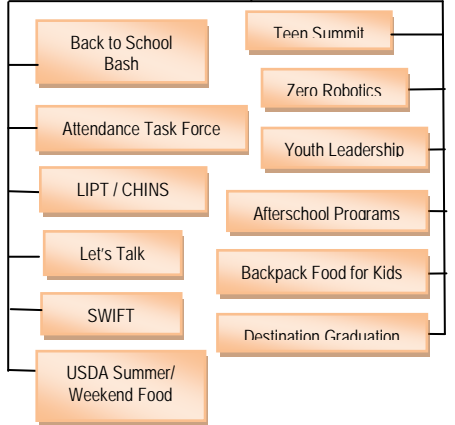 Back to School
Bash
Attendance Task Force
LIPT / CHINS
Let's Talk
SWIFT
USDA Summer/
Weekend Food
Teen Summit
Zero Robotics
Youth Leadership
Afterschool Programs
Backpack Food for Kids
Destination Graduation